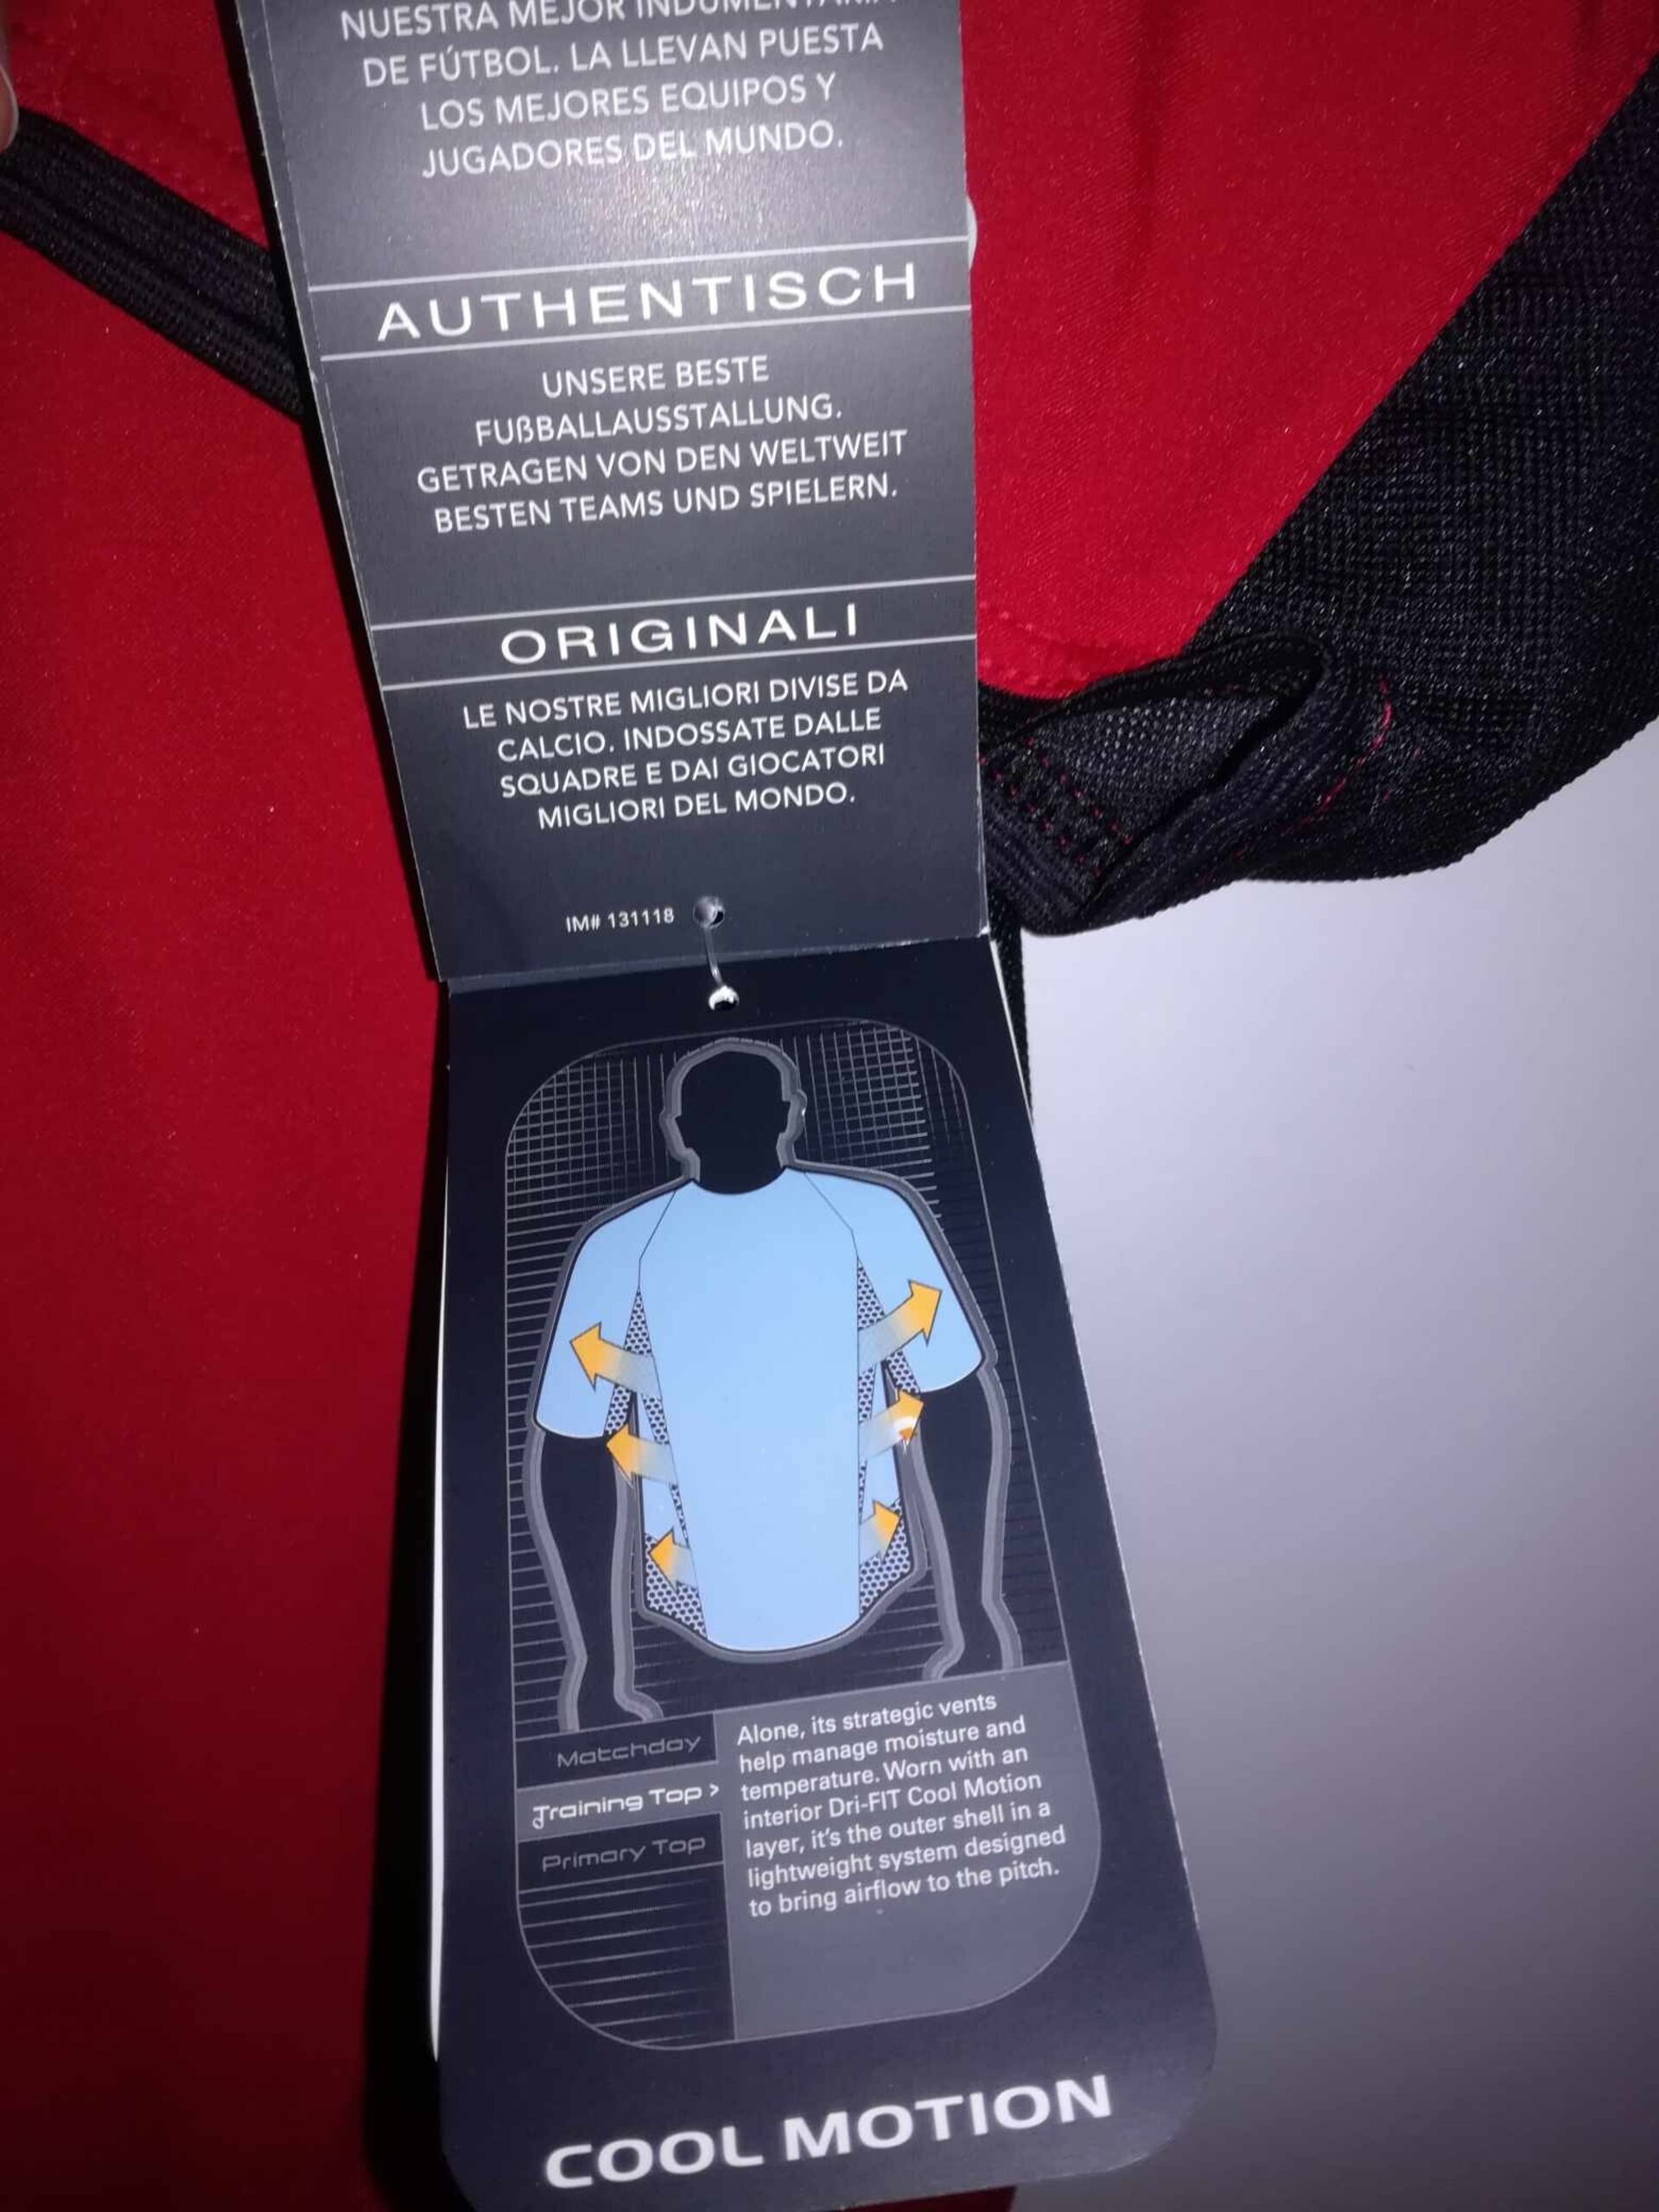 NUESTRA MEJOR INDUMENTARIA
DE FÚTBOL. LA LLEVAN PUESTA
LOS MEJORES EQUIPOS Y
JUGADORES DEL MUNDO.
AUTHENTISCH
UNSERE BESTE
FUßBALLAUSSTALLUNG.
GETRAGEN VON DEN WELTWEIT
BESTEN TEAMS UND SPIELERN.
ORIGINALI
LE NOSTRE MIGLIORI DIVISE DA
CALCIO. INDOSSATE DALLE
SQUADRE E DAI GIOCATORI
MIGLIORI DEL MONDO.
IM# 131118
Matchday
Training Top >
Primary Top
Alone, its strategic vents
help manage moisture and
temperature. Worn with an
interior Dri-FIT Cool Motion
layer, it's the outer shell in a
lightweight system designed
to bring airflow to the pitch.
COOL MOTION